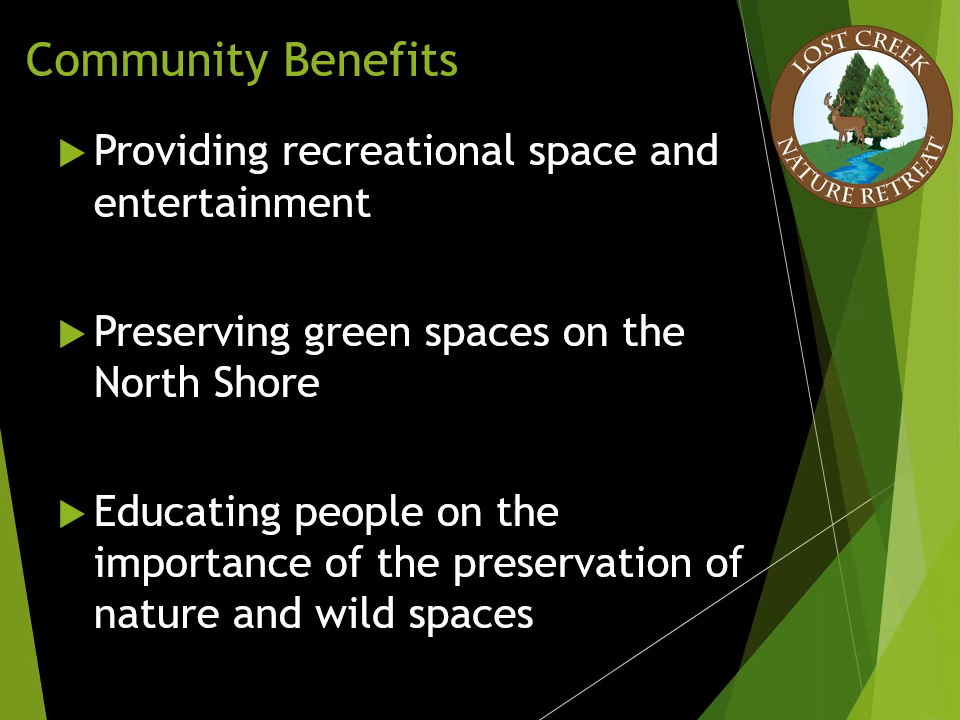 Community Benefits
LOST CREEK
NATURE RETREAT
Providing recreational space and
entertainment
Preserving green spaces on the
North Shore
Educating people on the
importance of the preservation of
nature and wild spaces